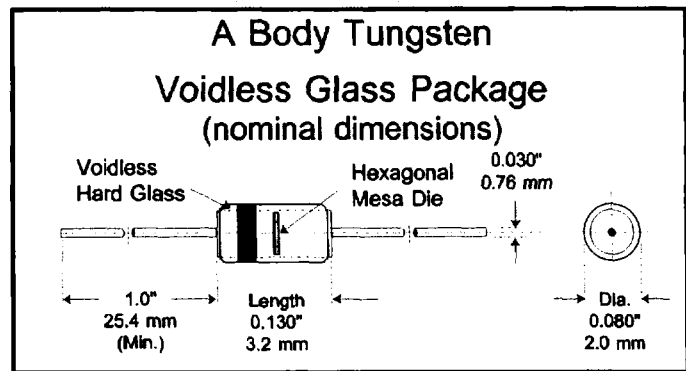 A Body Tungsten
Voidless Glass Package
(nominal dimensions)
Voidless
Hard Glass
Hexagonal
Mesa Die
0.030"
0.76 mm
1.0"
25.4 mm
(Min.)
Length
0.130"
3.2 mm
Dia.
0.080"
2.0 mm